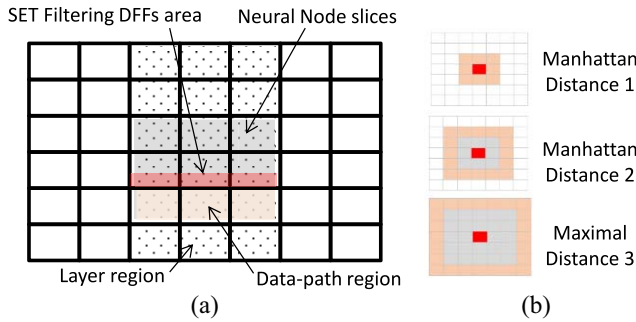 SET Filtering DFFs area
Neural Node slices
Layer region
Data-path region
(a)
Manhattan
Distance 1
Manhattan
Distance 2
Maximal
Distance 3
(b)